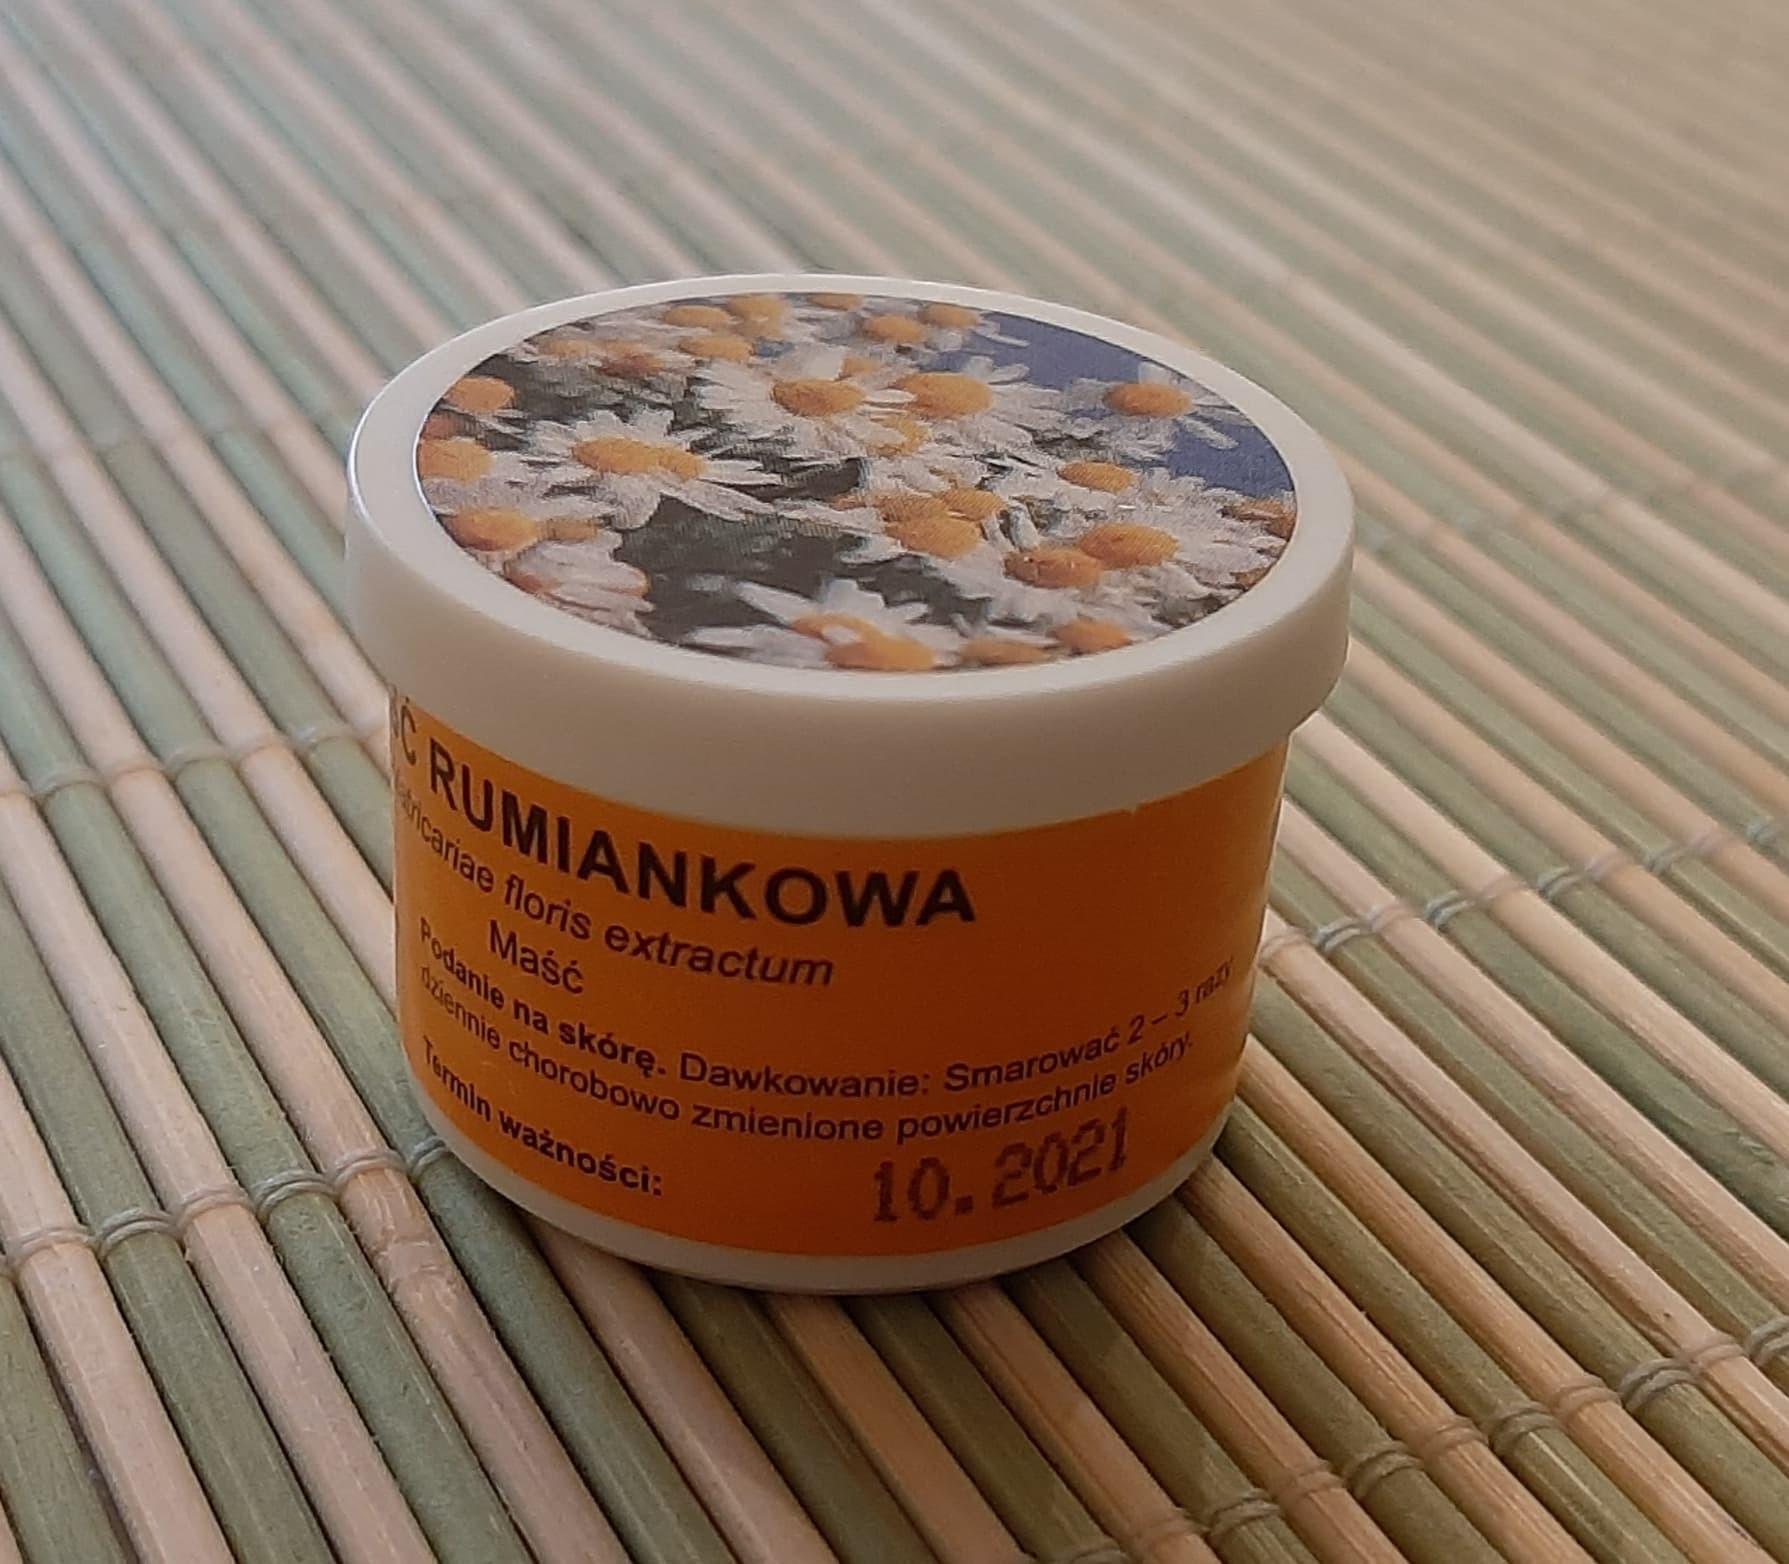 RUMIANKOWA
floris extractum
Maść
Podanie na skórę. Dawkowanie: Smarować 2 – 3 razy
dziennie chorobowo zmienione powierzchnie skóry.
Termin ważności: 10.2021